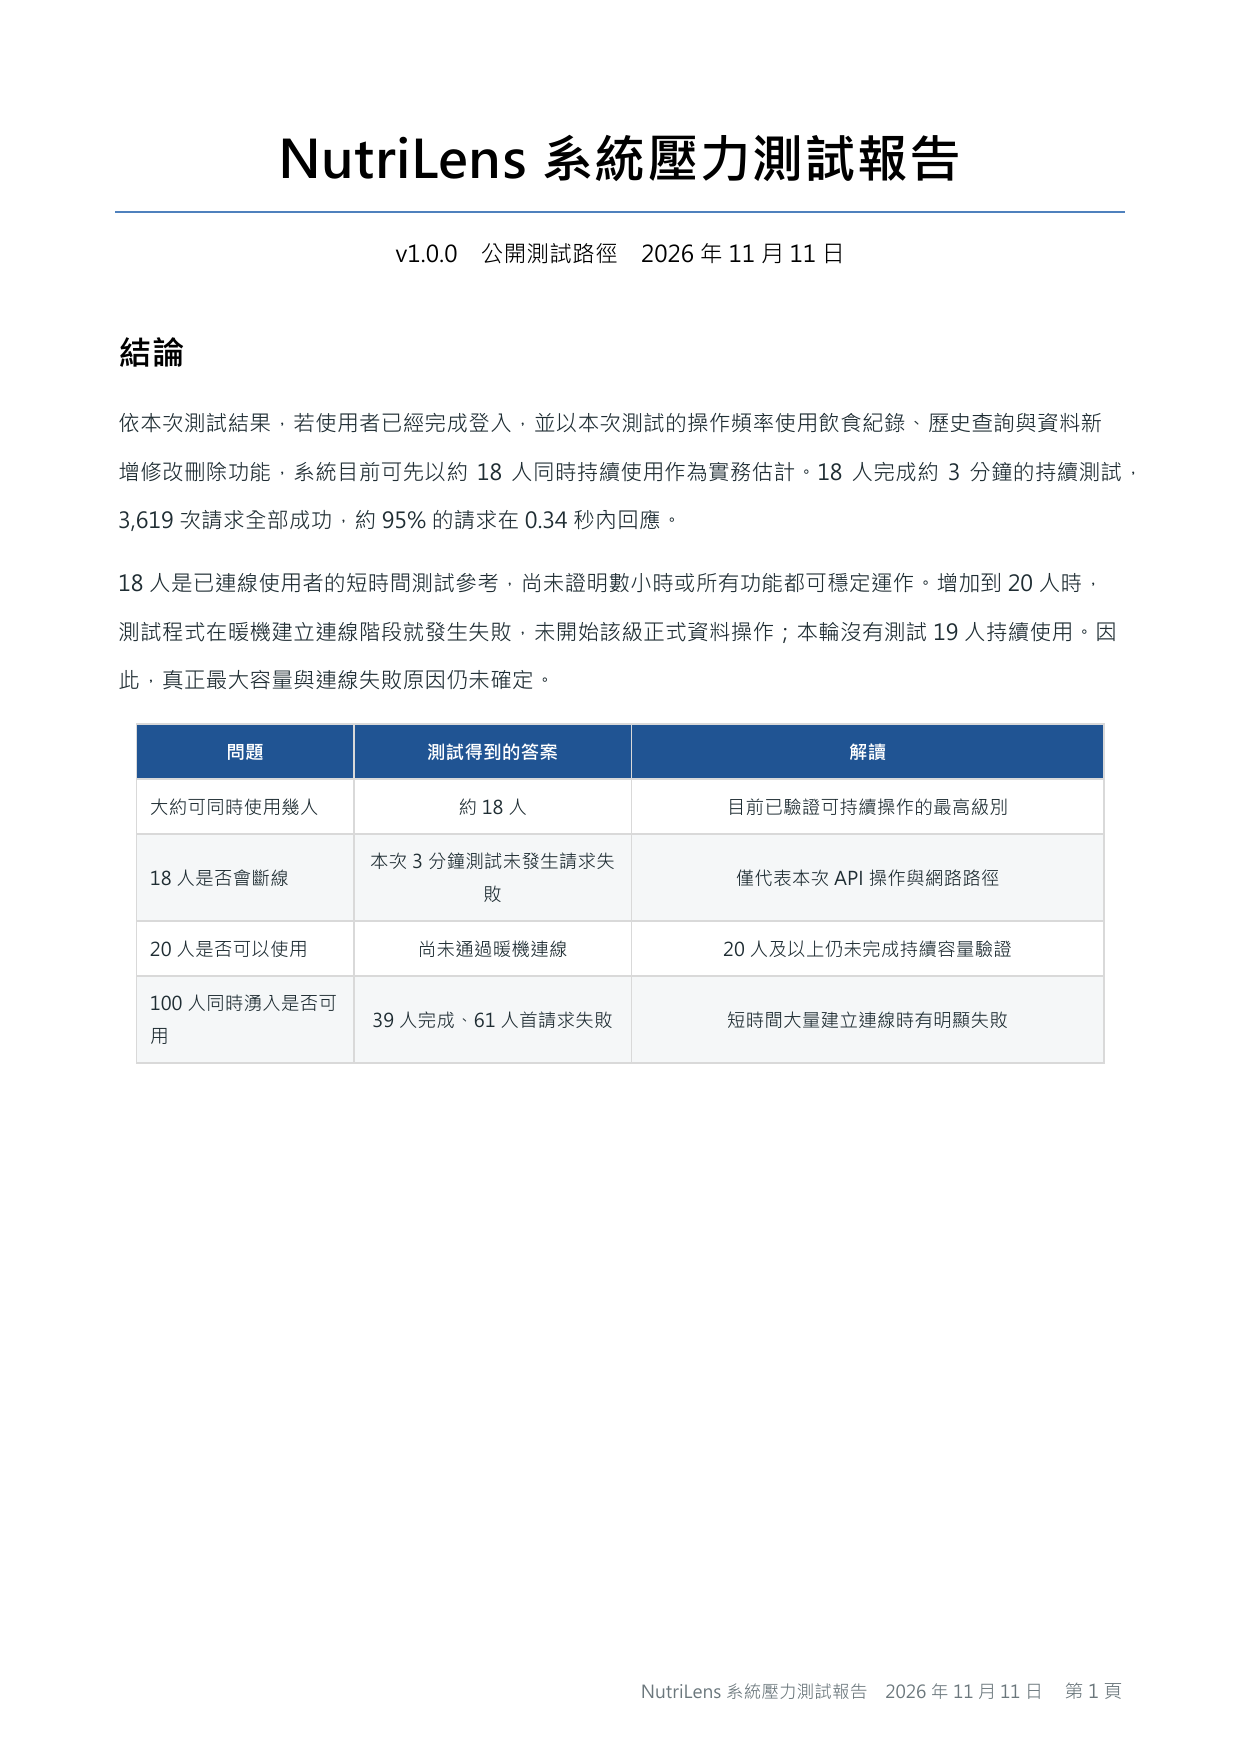 NutriLens 系統壓力測試報告
v1.0.0　公開測試路徑　2026 年 11 月 11 日
結論
依本次測試結果，若使用者已經完成登入，並以本次測試的操作頻率使用飲食紀錄、歷史查詢與資料新
增修改刪除功能，系統目前可先以約 18 人同時持續使用作為實務估計。18 人完成約 3 分鐘的持續測試，
3,619 次請求全部成功，約 95% 的請求在 0.34 秒內回應。
18 人是已連線使用者的短時間測試參考，尚未證明數小時或所有功能都可穩定運作。增加到 20 人時，
測試程式在暖機建立連線階段就發生失敗，未開始該級正式資料操作；本輪沒有測試 19 人持續使用。因
此，真正最大容量與連線失敗原因仍未確定。
問題　測試得到的答案　解讀
大約可同時使用幾人　約 18 人　目前已驗證可持續操作的最高級別
18 人是否會斷線　本次 3 分鐘測試未發生請求失
敗　僅代表本次 API 操作與網路路徑
20 人是否可以使用　尚未通過暖機連線　20 人及以上仍未完成持續容量驗證
100 人同時湧入是否可
用　39 人完成、61 人首請求失敗　短時間大量建立連線時有明顯失敗
NutriLens 系統壓力測試報告　2026 年 11 月 11 日　第 1 頁